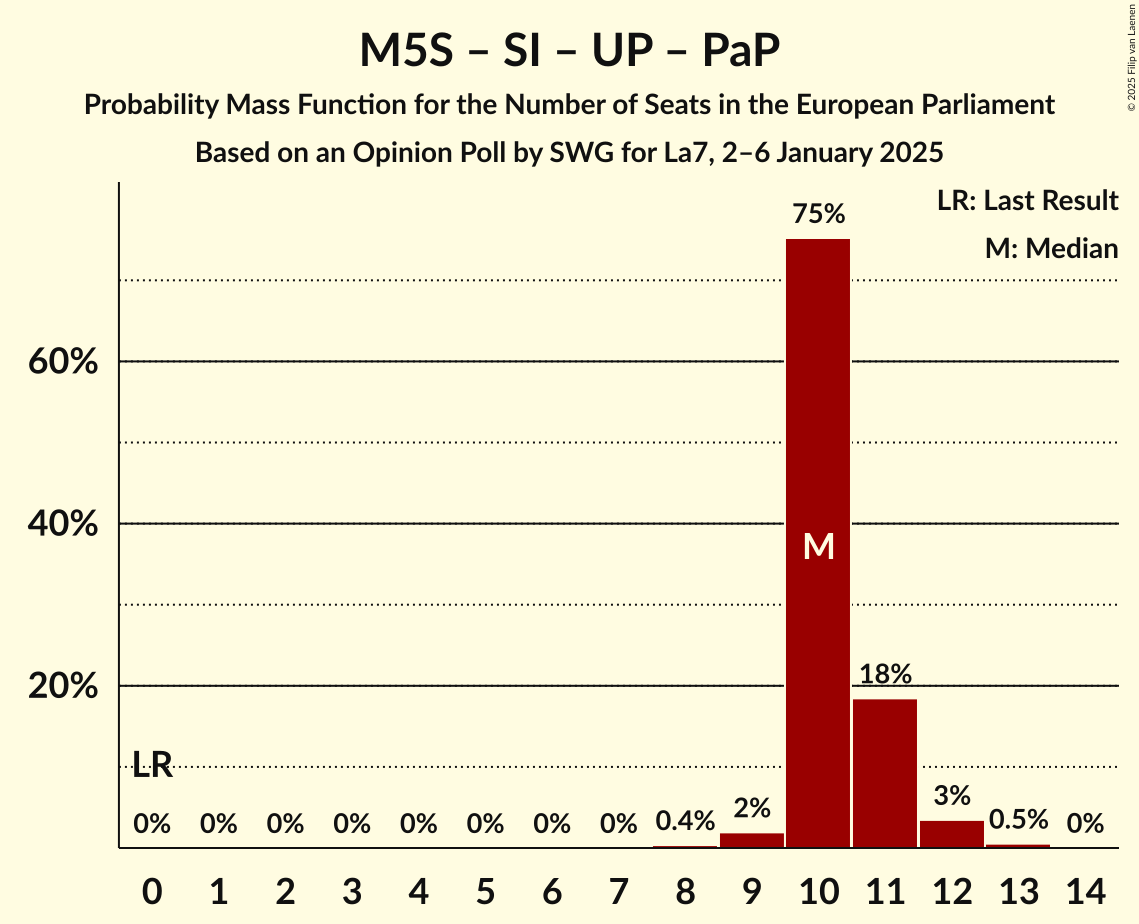 M5S – SI – UP – PaP
Probability Mass Function for the Number of Seats in the European Parliament
Based on an Opinion Poll by SWG for La7, 2–6 January 2025
© 2025 Filip van Laenen
LR: Last Result
M: Median
75%
60%
40%
M
20%
18%
LR
0% 0% 0% 0% 0% 0% 0% 0% 0.4% 2% 3% 0.5% 0%
0 1 2 3 4 5 6 7 8 9 10 11 12 13 14